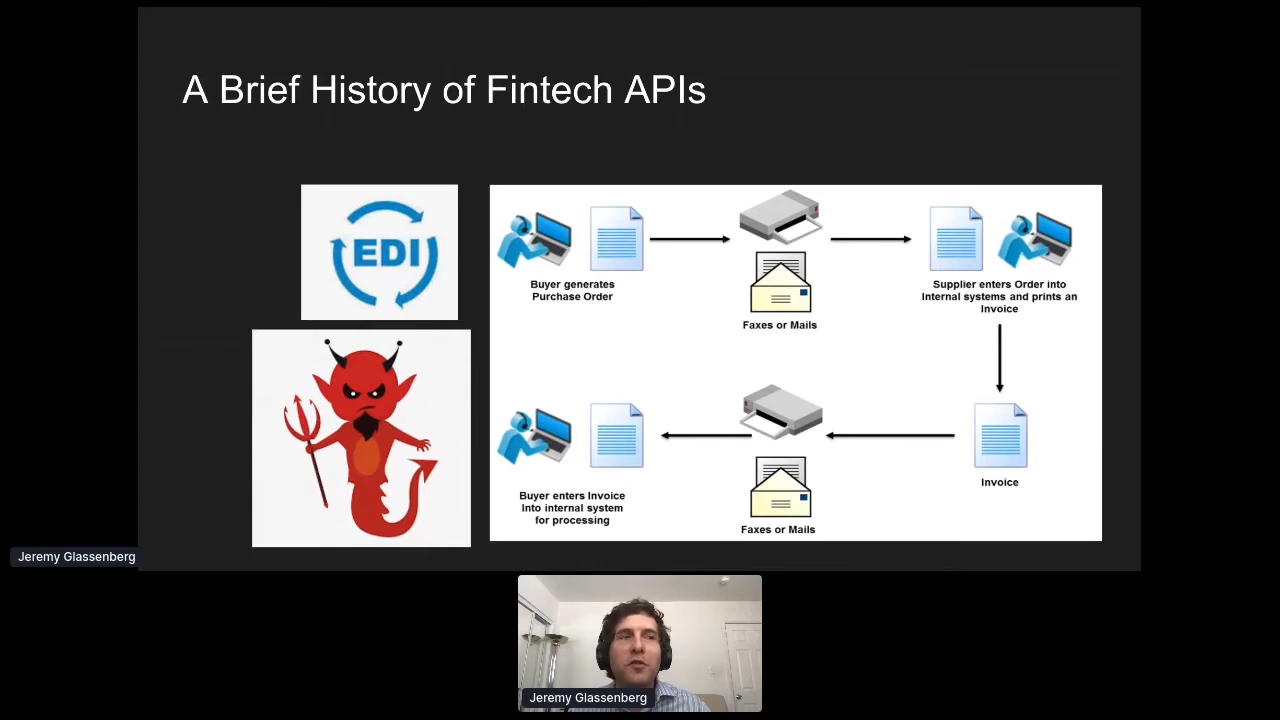 A Brief History of Fintech APIs
EDI
Buyer generates
Purchase Order
Faxes or Mails
Supplier enters Order into
Internal systems and prints an
Invoice
Buyer enters Invoice
Into internal system
for processing
Faxes or Mails
Invoice
Jeremy Glassenberg
Jeremy Glassenberg